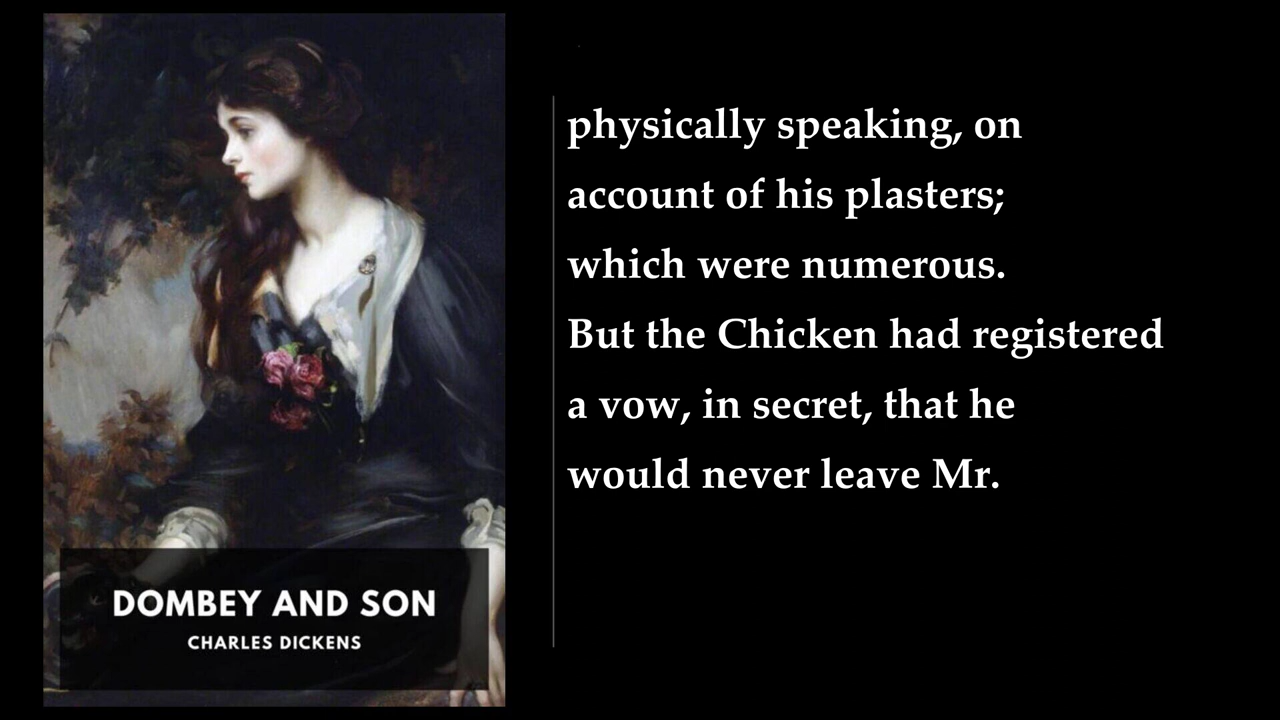 physically speaking, on
account of his plasters;
which were numerous.
But the Chicken had registered
a vow, in secret, that he
would never leave Mr.
DOMBEY AND SON
CHARLES DICKENS